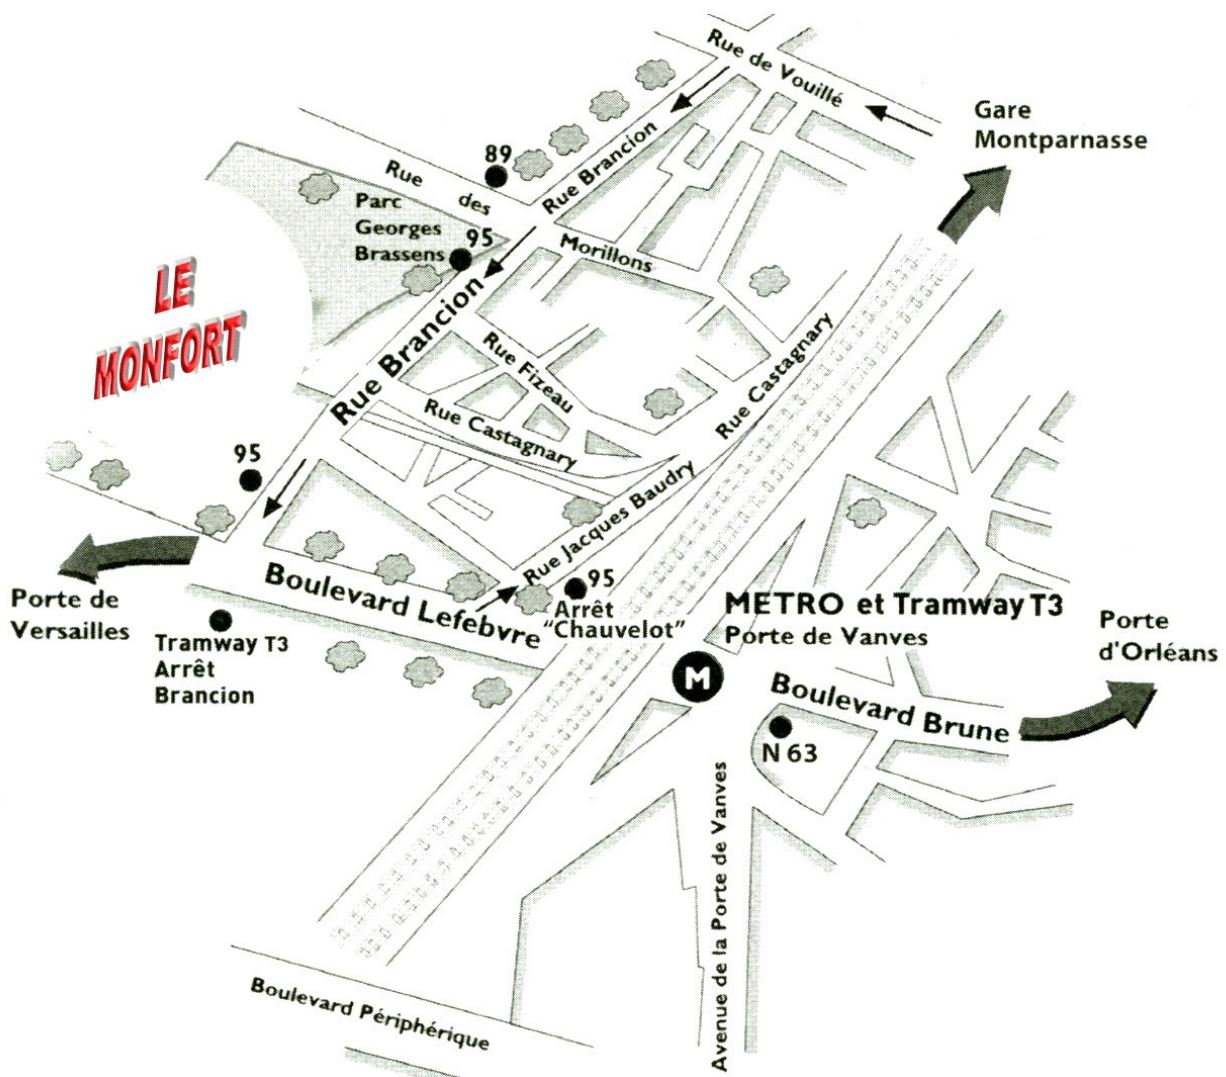 Rue de Vouillé
Gare
Montparnasse
89
Rue Brancion
Rue des
Morillons
Parc
Georges
Brassens
95
LE
MONFORT
Rue Brancion
Rue Fizeau
Rue Castagnary
Rue Castagnary
95
Rue Jacques Baudry
Boulevard Lefebvre
95
Arrêt
"Chauvelot"
Porte de
Versailles
Tramway T3
Arrêt
Brancion
METRO et Tramway T3
Porte de Vanves
M
Porte
d'Orléans
Boulevard Brune
N 63
Avenue de la Porte de Vanves
Boulevard Périphérique